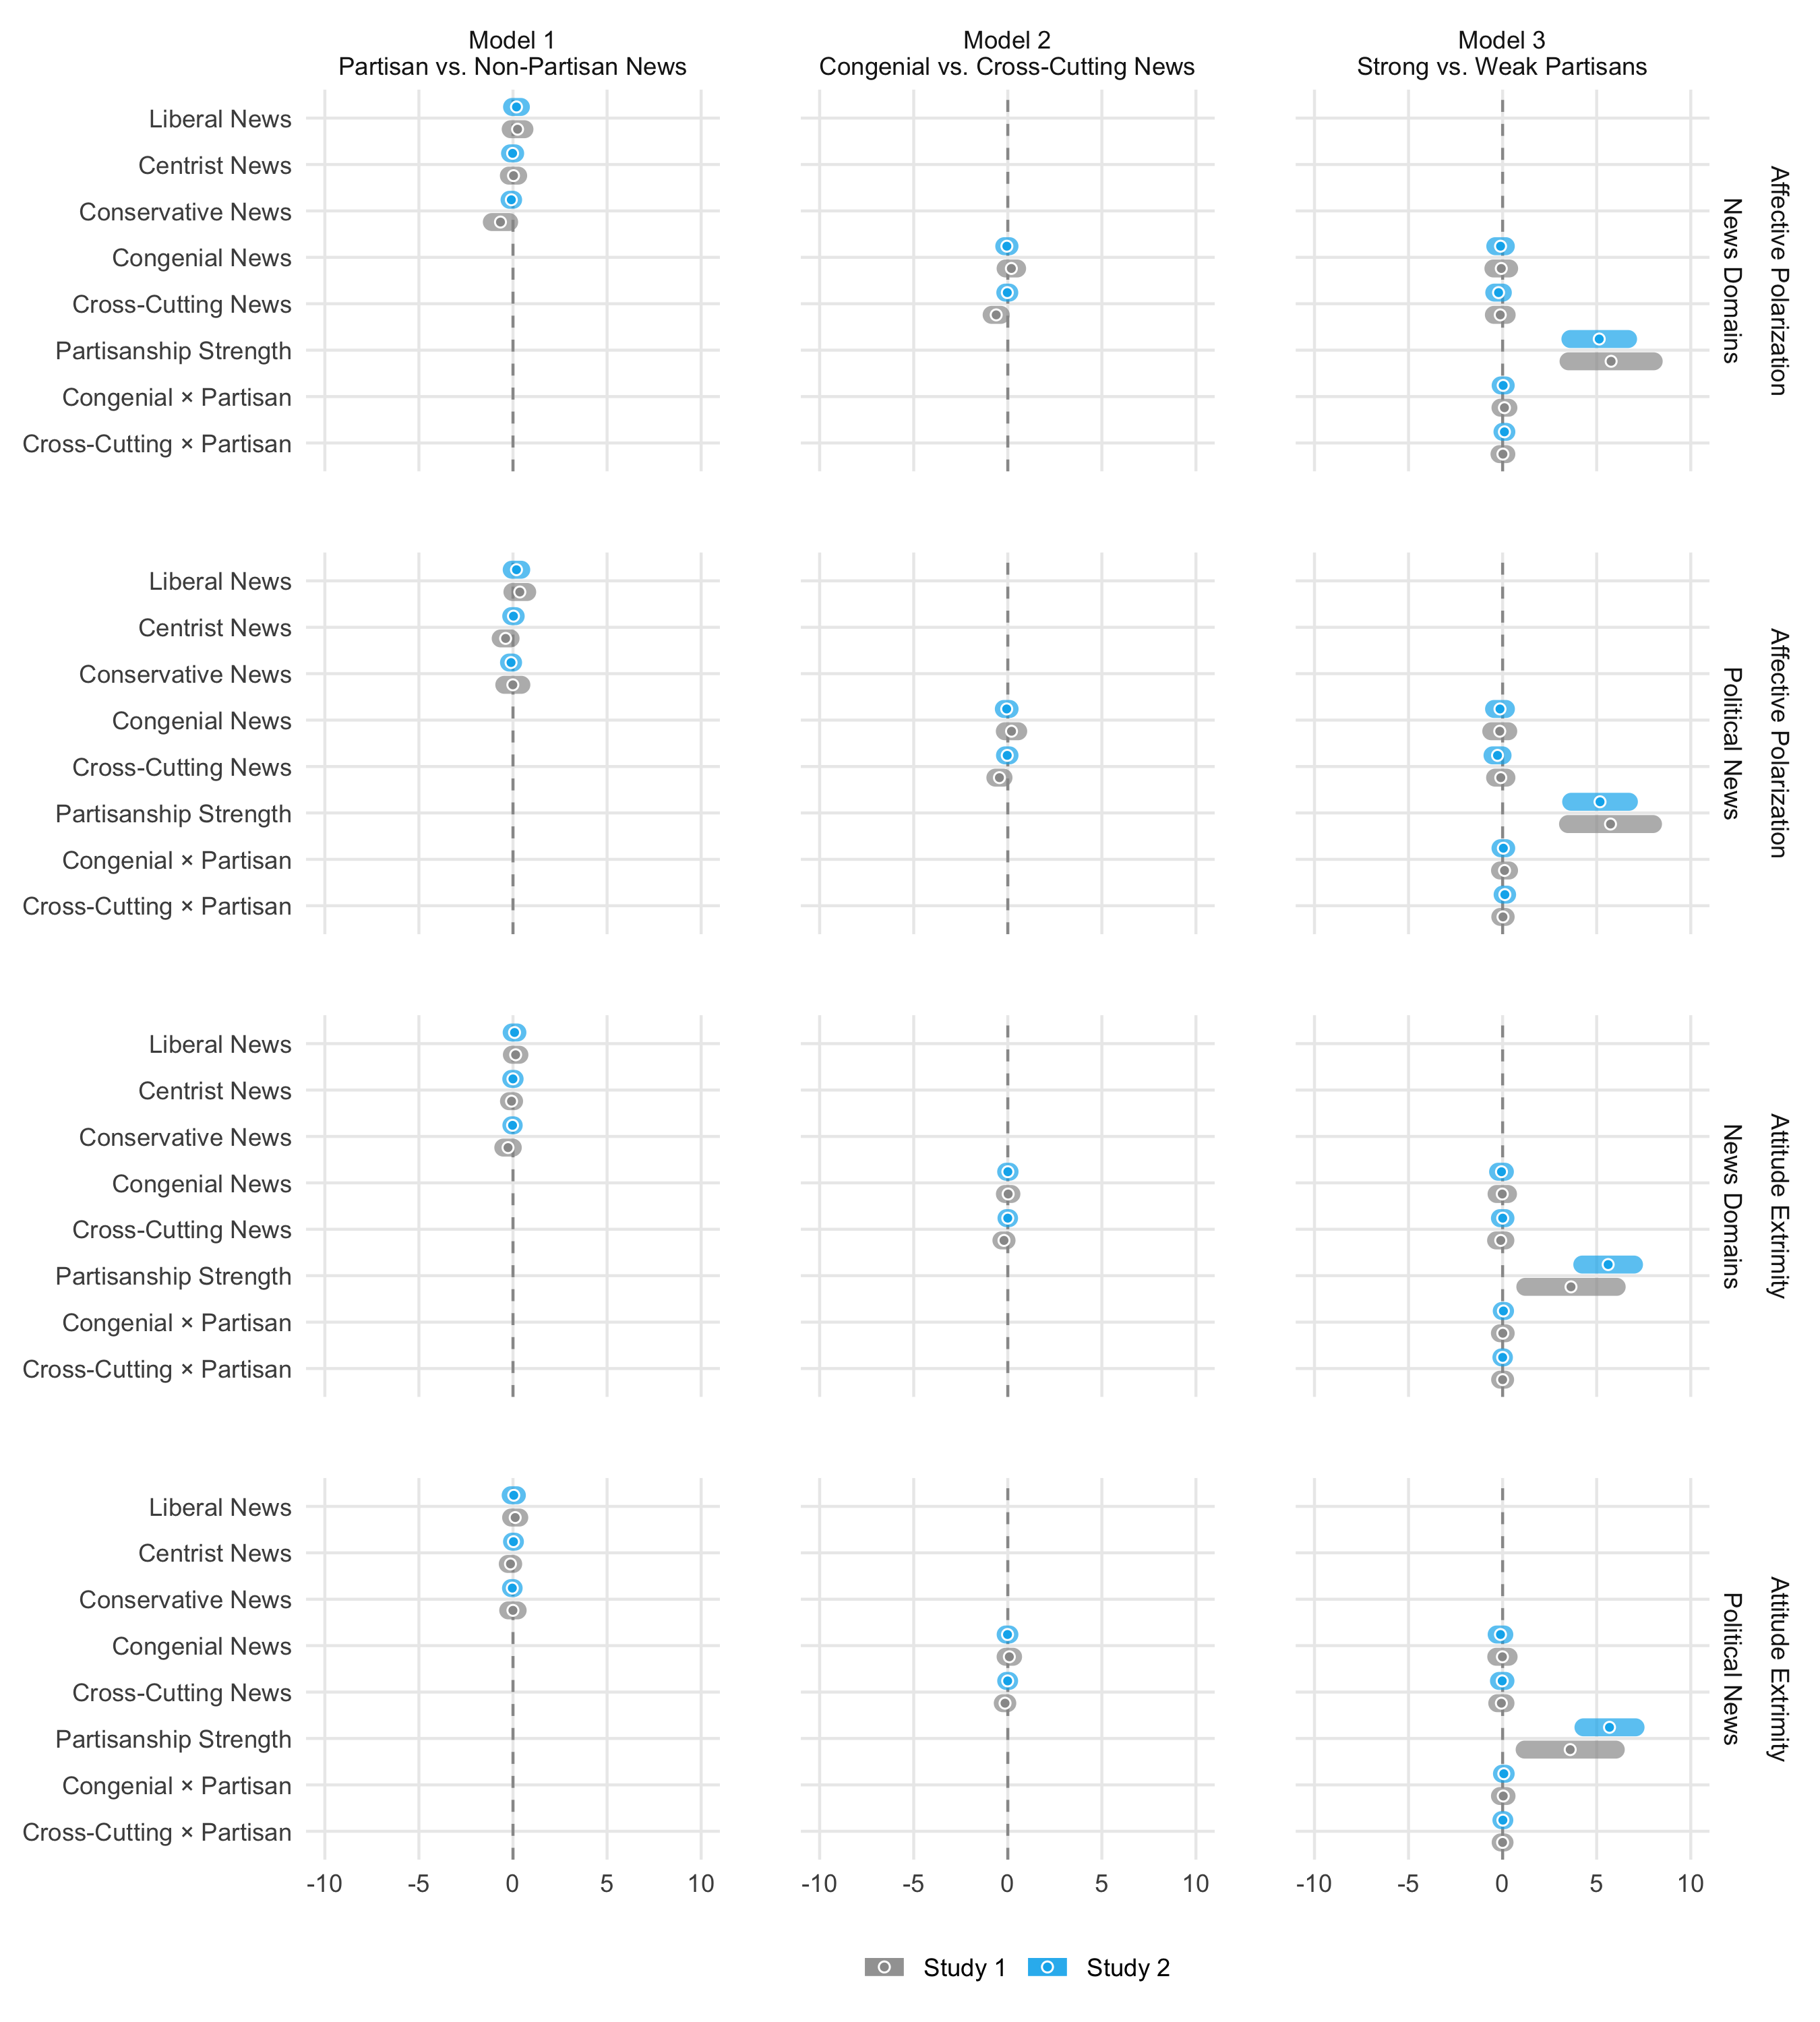 Model 1
Partisan vs. Non-Partisan News
Model 2
Congenial vs. Cross-Cutting News
Model 3
Strong vs. Weak Partisans
Liberal News
Centrist News
Conservative News
Congenial News
Cross-Cutting News
Partisanship Strength
Congenial × Partisan
Cross-Cutting × Partisan
Affective Polarization
News Domains
Liberal News
Centrist News
Conservative News
Congenial News
Cross-Cutting News
Partisanship Strength
Congenial × Partisan
Cross-Cutting × Partisan
Affective Polarization
Political News
Liberal News
Centrist News
Conservative News
Congenial News
Cross-Cutting News
Partisanship Strength
Congenial × Partisan
Cross-Cutting × Partisan
Attitude Extrimity
News Domains
Liberal News
Centrist News
Conservative News
Congenial News
Cross-Cutting News
Partisanship Strength
Congenial × Partisan
Cross-Cutting × Partisan
Attitude Extrimity
Political News
-10 -5 0 5 10
-10 -5 0 5 10
-10 -5 0 5 10
Study 1
Study 2